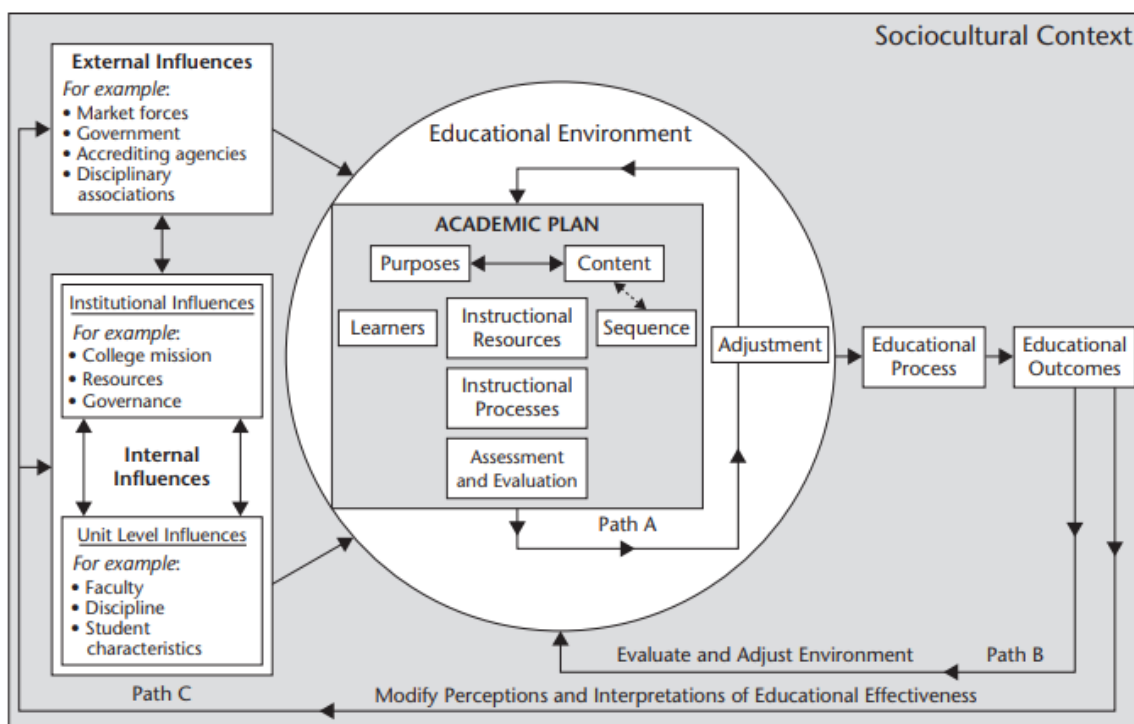 Sociocultural Context
External Influences
For example:
• Market forces
• Government
• Accrediting agencies
• Disciplinary
associations
Institutional Influences
For example:
• College mission
• Resources
• Governance
Internal
Influences
Unit Level Influences
For example:
• Faculty
• Discipline
• Student
characteristics
Educational Environment
ACADEMIC PLAN
Purposes
Content
Learners
Instructional
Resources
Sequence
Instructional
Processes
Assessment
and Evaluation
Path A
Adjustment
Educational
Process
Educational
Outcomes
Evaluate and Adjust Environment
Path B
Path C
Modify Perceptions and Interpretations of Educational Effectiveness